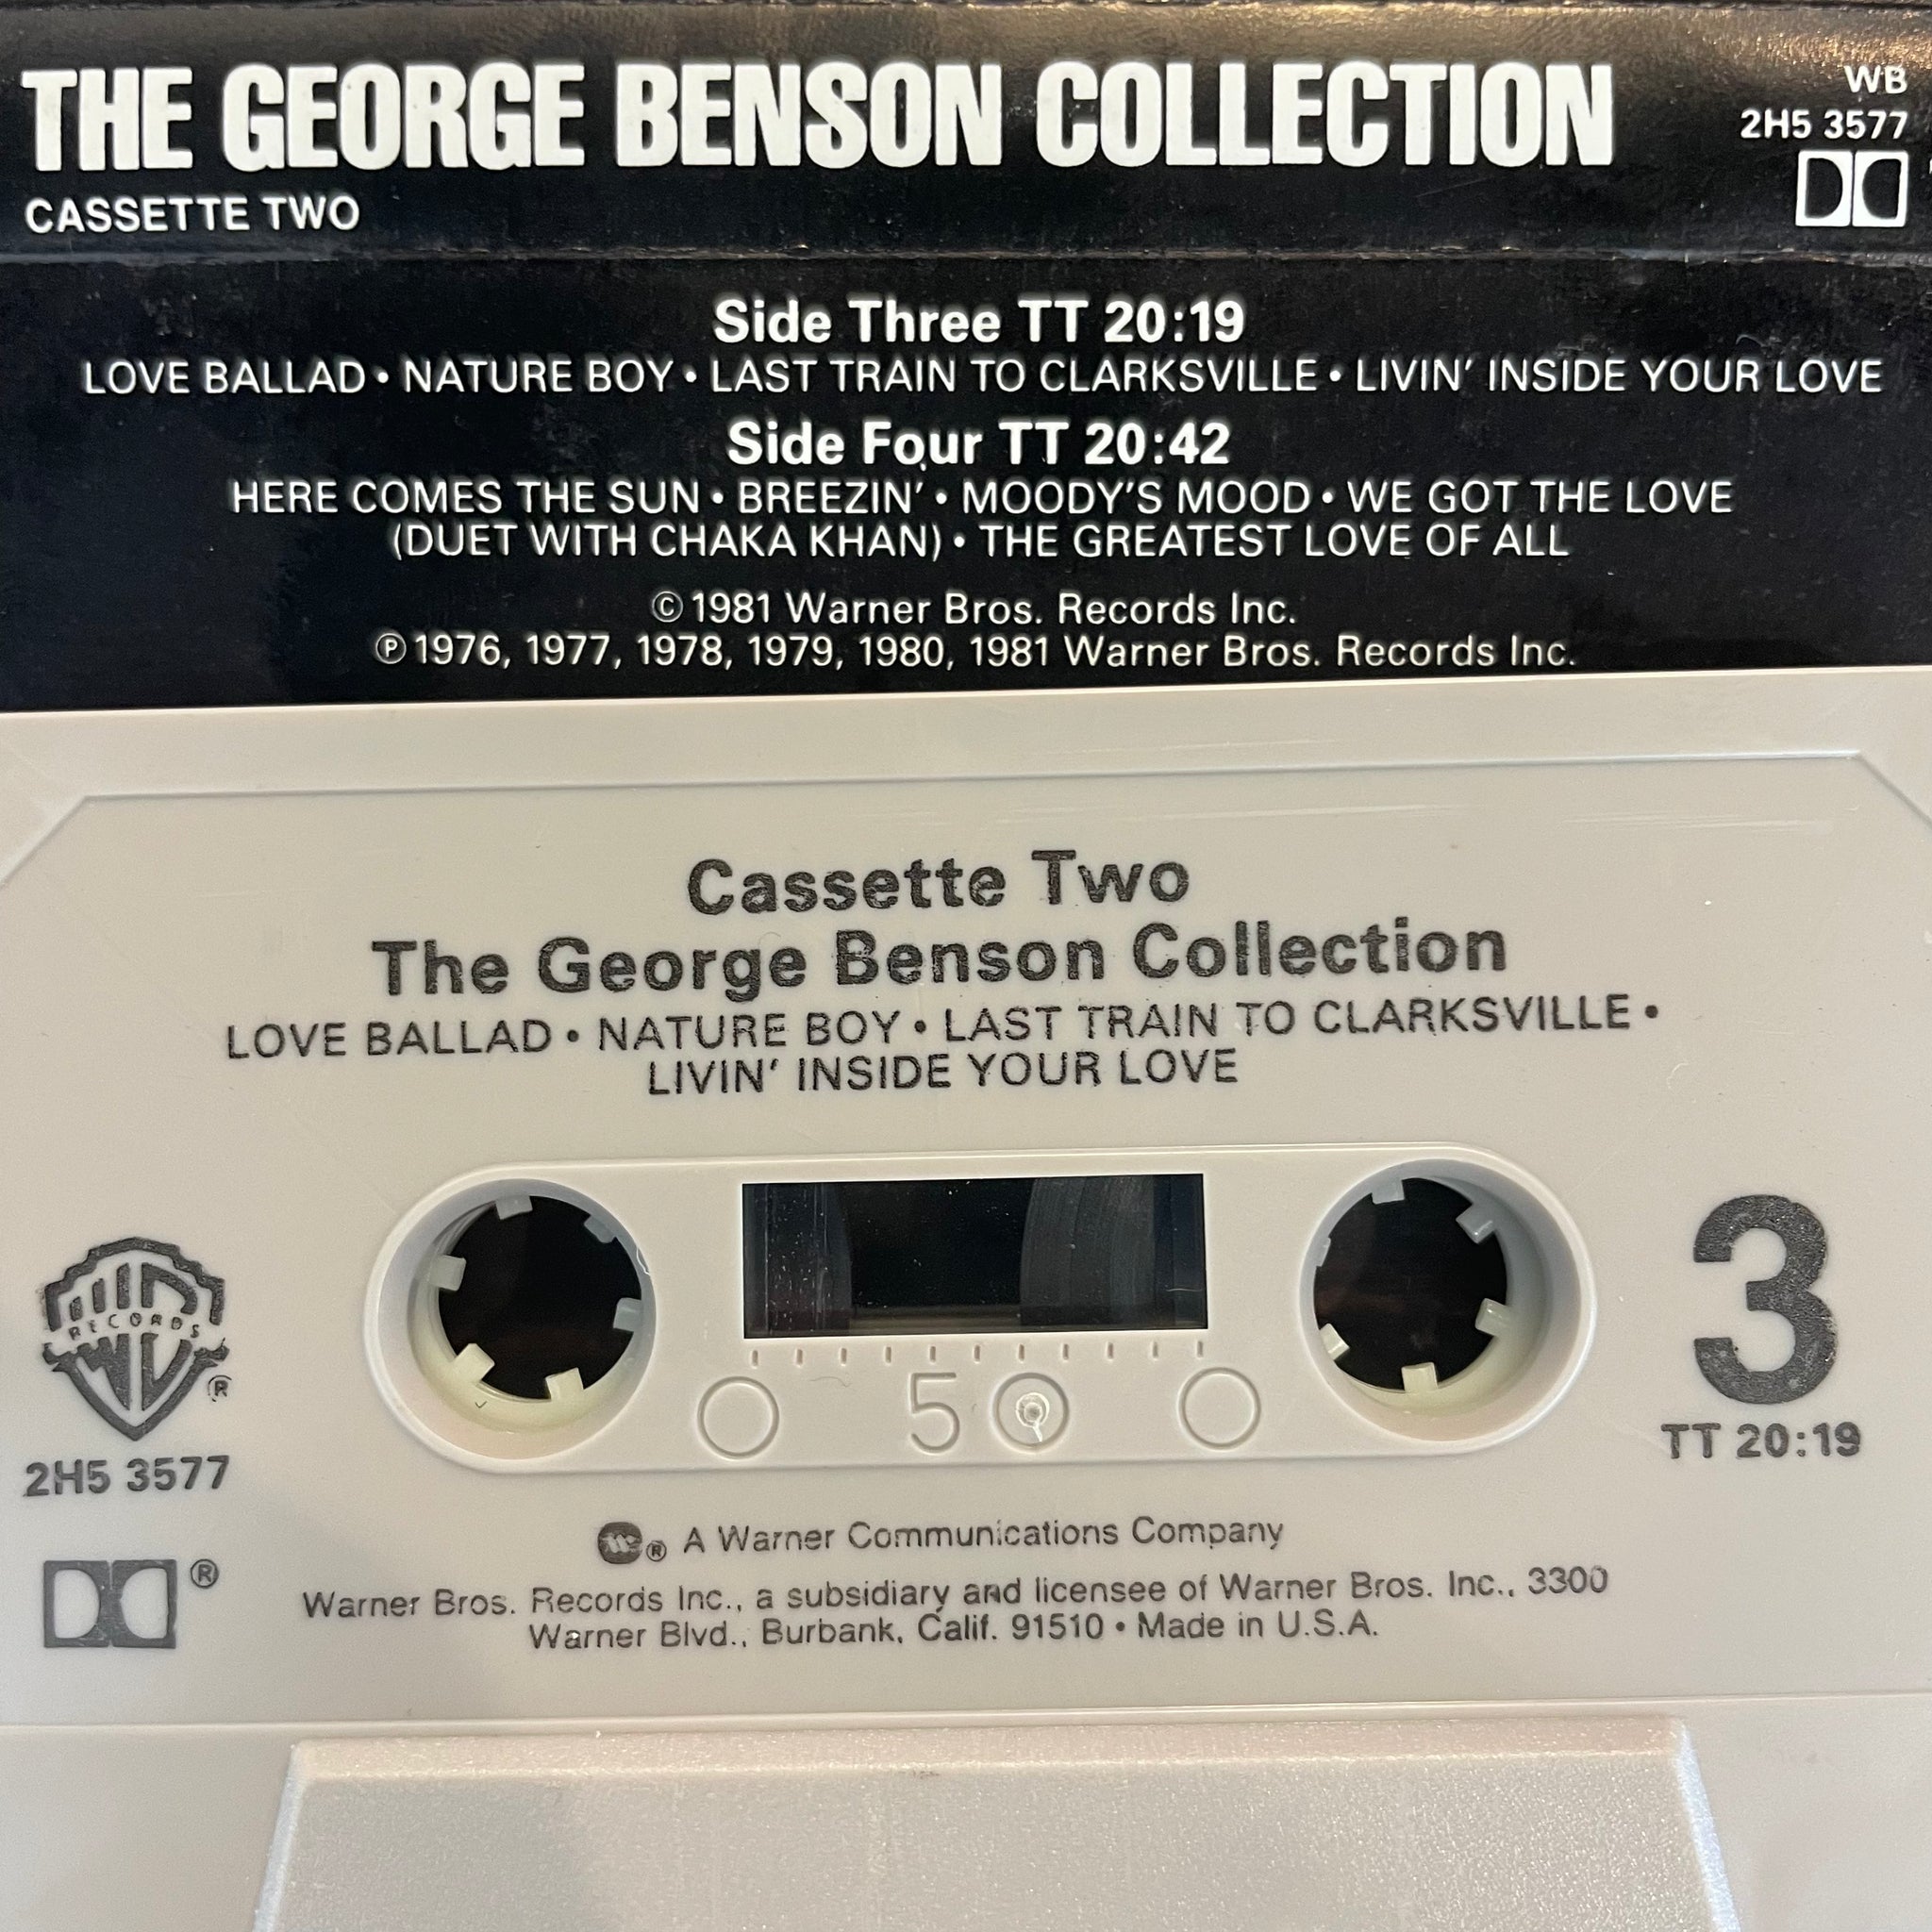 THE GEORGE BENSON COLLECTION
WB
2H5 3577
CASSETTE TWO
Side Three TT 20:19
LOVE BALLAD • NATURE BOY • LAST TRAIN TO CLARKSVILLE • LIVIN' INSIDE YOUR LOVE
Side Four TT 20:42
HERE COMES THE SUN • BREEZIN' • MOODY'S MOOD • WE GOT THE LOVE
(DUET WITH CHAKA KHAN) • THE GREATEST LOVE OF ALL
©1981 Warner Bros. Records Inc.
℗1976, 1977, 1978, 1979, 1980, 1981 Warner Bros. Records Inc.
Cassette Two
The George Benson Collection
LOVE BALLAD • NATURE BOY • LAST TRAIN TO CLARKSVILLE •
LIVIN' INSIDE YOUR LOVE
RECORDS
®
2H5 3577
50
3
TT 20:19
® A Warner Communications Company
®
Warner Bros. Records Inc., a subsidiary and licensee of Warner Bros. Inc., 3300
Warner Blvd., Burbank, Calif. 91510 • Made in U.S.A.